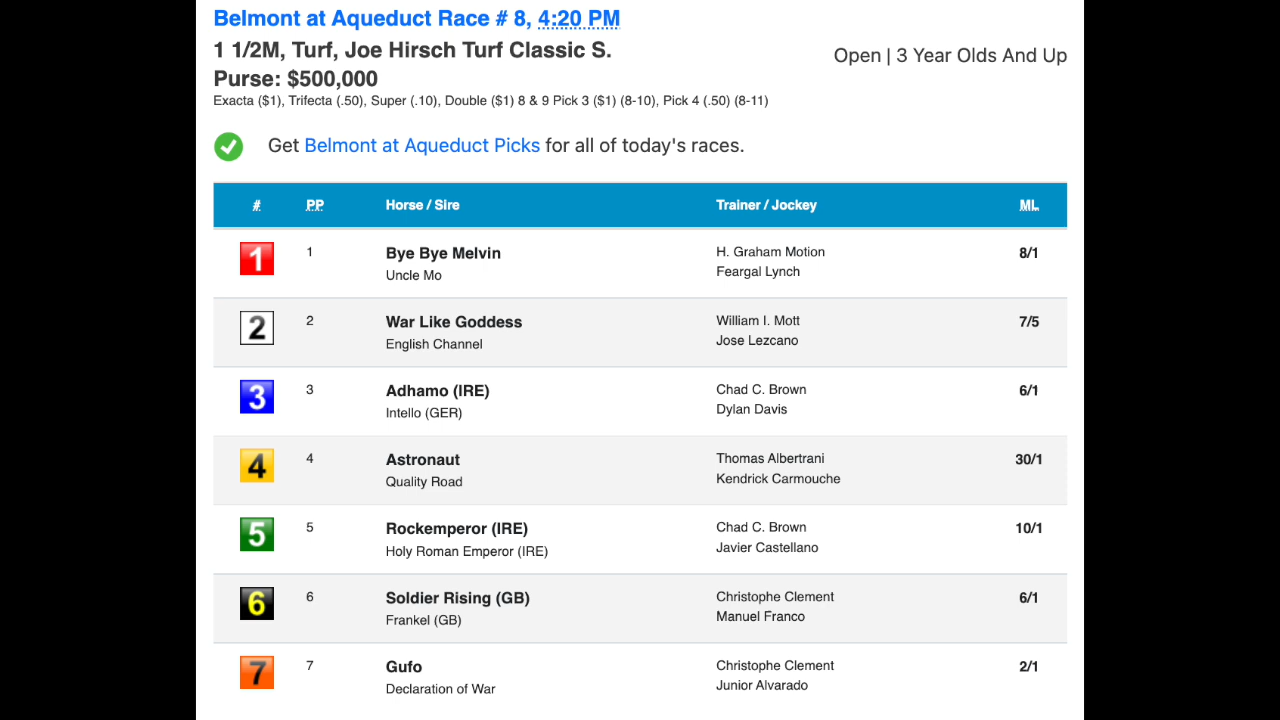 Belmont at Aqueduct Race # 8, 4:20 PM
1 1/2M, Turf, Joe Hirsch Turf Classic S.
Open | 3 Year Olds And Up
Purse: $500,000
Exacta ($1), Trifecta (.50), Super (.10), Double ($1) 8 & 9 Pick 3 ($1) (8-10), Pick 4 (.50) (8-11)
Get Belmont at Aqueduct Picks for all of today's races.
# PP Horse / Sire Trainer / Jockey ML
1 1 Bye Bye Melvin H. Graham Motion 8/1
Uncle Mo Feargal Lynch
2 2 War Like Goddess William I. Mott 7/5
English Channel Jose Lezcano
3 3 Adhamo (IRE) Chad C. Brown 6/1
Intello (GER) Dylan Davis
4 4 Astronaut Thomas Albertrani 30/1
Quality Road Kendrick Carmouche
5 5 Rockemperor (IRE) Chad C. Brown 10/1
Holy Roman Emperor (IRE) Javier Castellano
6 6 Soldier Rising (GB) Christophe Clement 6/1
Frankel (GB) Manuel Franco
7 7 Gufo Christophe Clement 2/1
Declaration of War Junior Alvarado